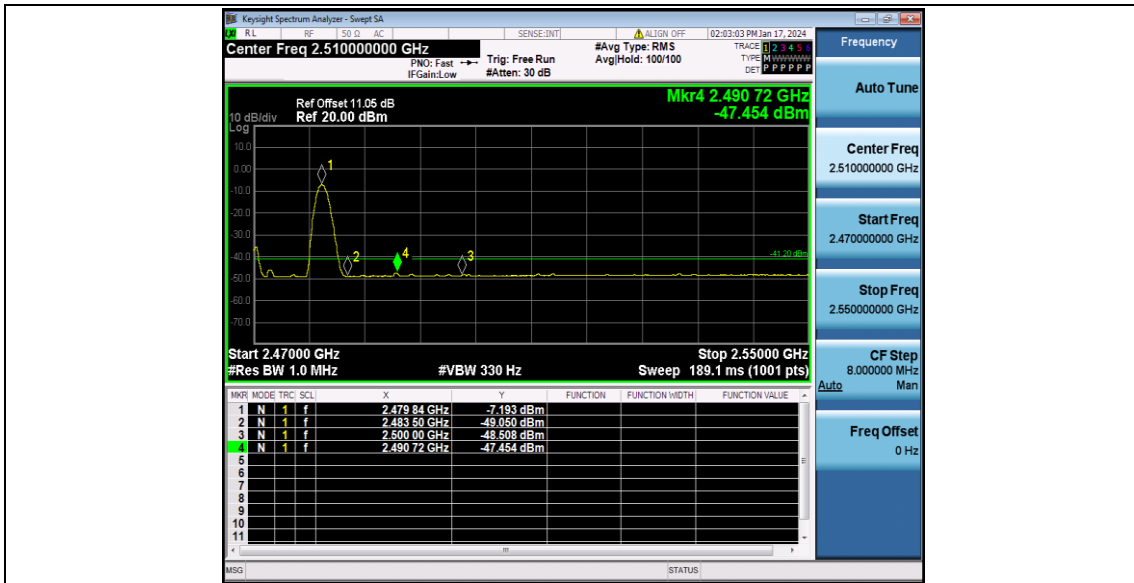 Keysight Spectrum Analyzer - Swept SA
RL RF 50 Ω AC SENSE:INT ALIGN OFF 02:03:03 PM Jan 17, 2024
Center Freq 2.510000000 GHz
PNO: Fast
IFGain:Low
Trig: Free Run
#Atten: 30 dB
#Avg Type: RMS
Avg|Hold: 100/100
TRACE 1 2 3 4 5 6
TYPE M W W W W W
DET P P P P P P
Frequency
Auto Tune
Center Freq
2.510000000 GHz
Start Freq
2.470000000 GHz
Stop Freq
2.550000000 GHz
CF Step
8.000000 MHz
Auto Man
Freq Offset
0 Hz
Mkr4 2.490 72 GHz
-47.454 dBm
Ref Offset 11.05 dB
10 dB/div Ref 20.00 dBm
Log
10.0
0.00
-10.0
-20.0
-30.0
-40.0
-50.0
-60.0
-70.0
1
2
4
3
-41.20 dBm
Start 2.47000 GHz Stop 2.55000 GHz
#Res BW 1.0 MHz #VBW 330 Hz Sweep 189.1 ms (1001 pts)
MKR MODE TRC SCL X Y FUNCTION FUNCTION WIDTH FUNCTION VALUE
1 N 1 f 2.479 84 GHz -7.193 dBm
2 N 1 f 2.483 50 GHz -49.050 dBm
3 N 1 f 2.500 00 GHz -48.508 dBm
4 N 1 f 2.490 72 GHz -47.454 dBm
5
6
7
8
9
10
11
MSG STATUS